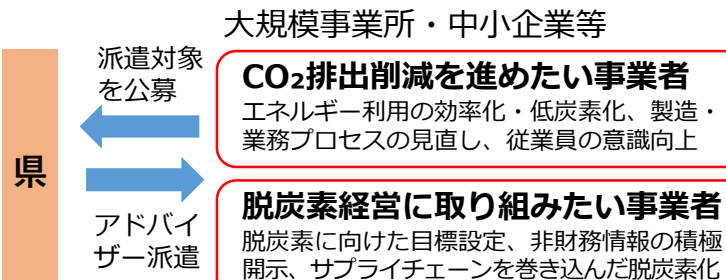 大規模事業所・中小企業等
派遣対象
を公募
県
アドバイ
ザー派遣
CO₂排出削減を進めたい事業者
エネルギー利用の効率化・低炭素化、製造・
業務プロセスの見直し、従業員の意識向上
脱炭素経営に取り組みたい事業者
脱炭素に向けた目標設定、非財務情報の積極
開示、サプライチェーンを巻き込んだ脱炭素化